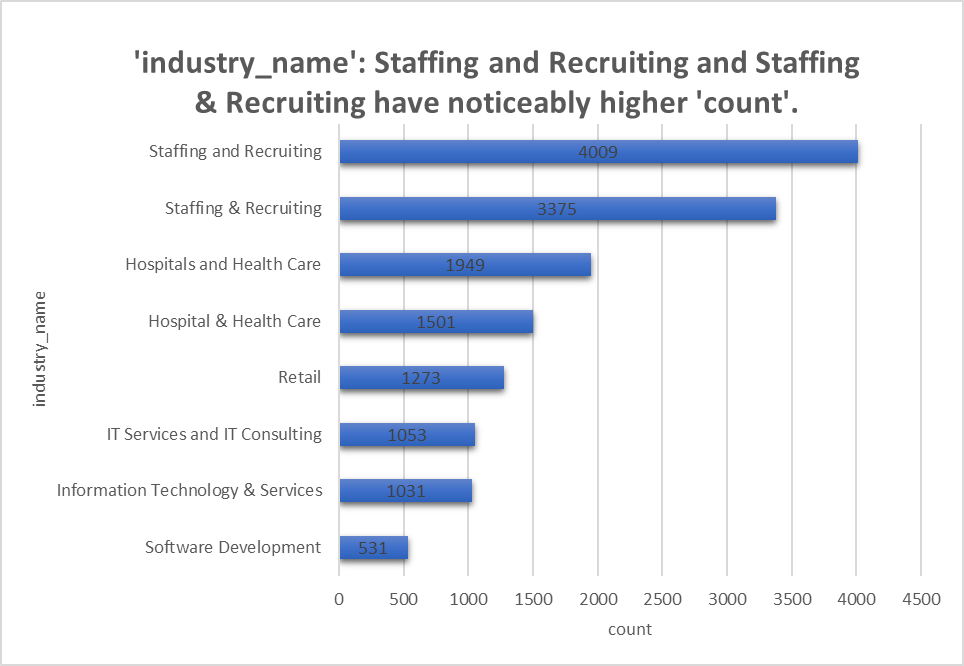 'industry_name': Staffing and Recruiting and Staffing
& Recruiting have noticeably higher 'count'.
industry_name
Staffing and Recruiting 4009
Staffing & Recruiting 3375
Hospitals and Health Care 1949
Hospital & Health Care 1501
Retail 1273
IT Services and IT Consulting 1053
Information Technology & Services 1031
Software Development 531
0 500 1000 1500 2000 2500 3000 3500 4000 4500
count